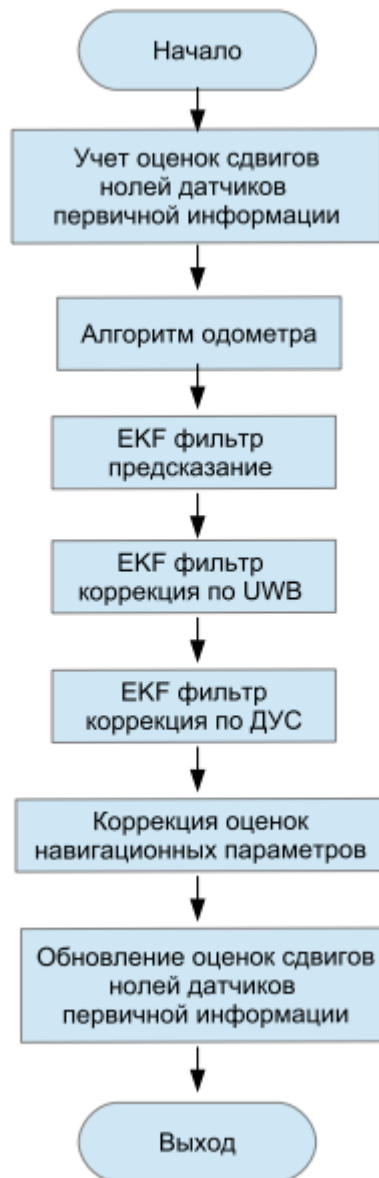 Начало
Учет оценок сдвигов
нолей датчиков
первичной информации
Алгоритм одометра
EKF фильтр
предсказание
EKF фильтр
коррекция по UWB
EKF фильтр
коррекция по ДУС
Коррекция оценок
навигационных параметров
Обновление оценок сдвигов
нолей датчиков
первичной информации
Выход